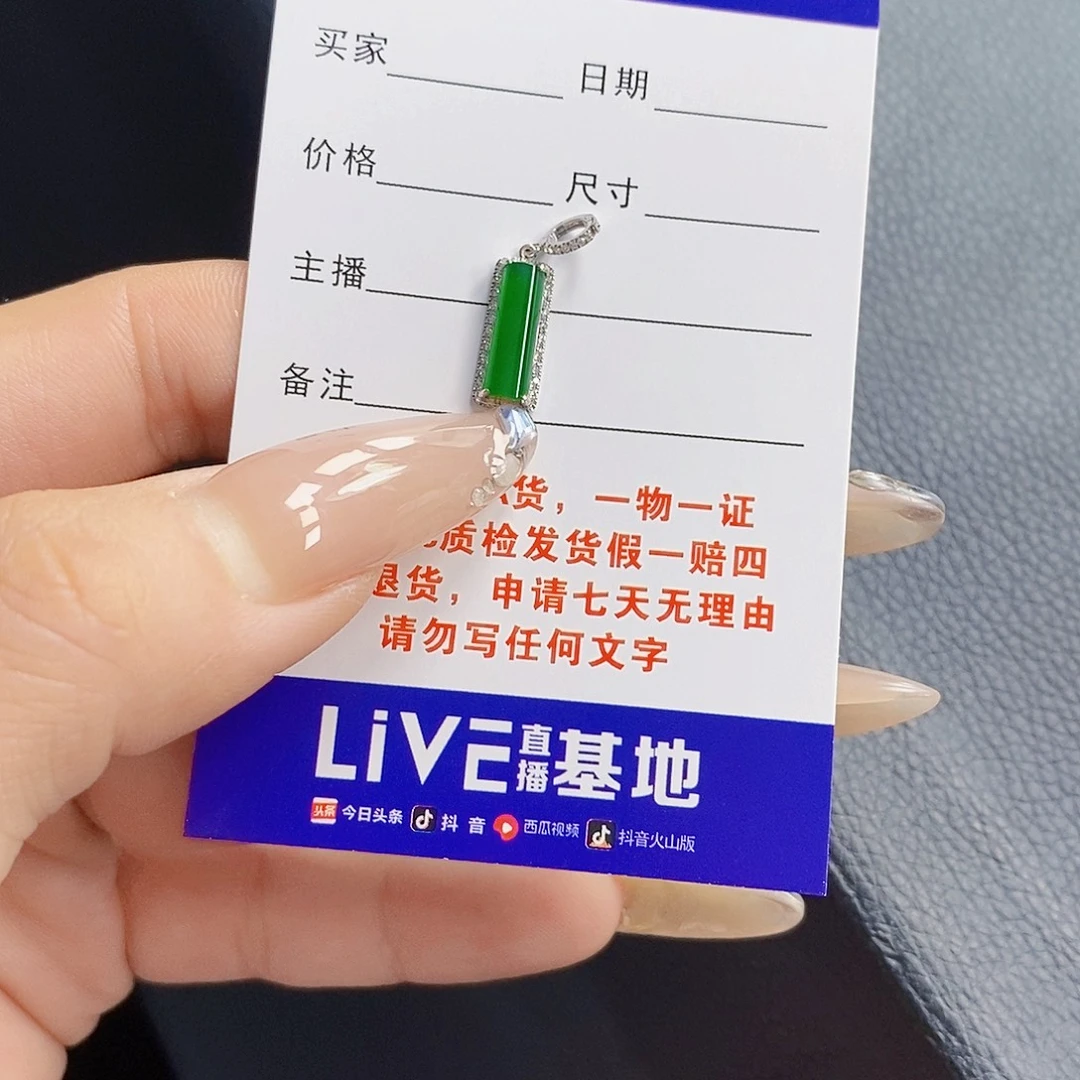 买家 日期
价格 尺寸
主播
备注
货，一物一证
质检发货假一赔四
退货，申请七天无理由
请勿写任何文字
LiVE直播基地
头条 今日头条 抖音 西瓜视频 抖音火山版